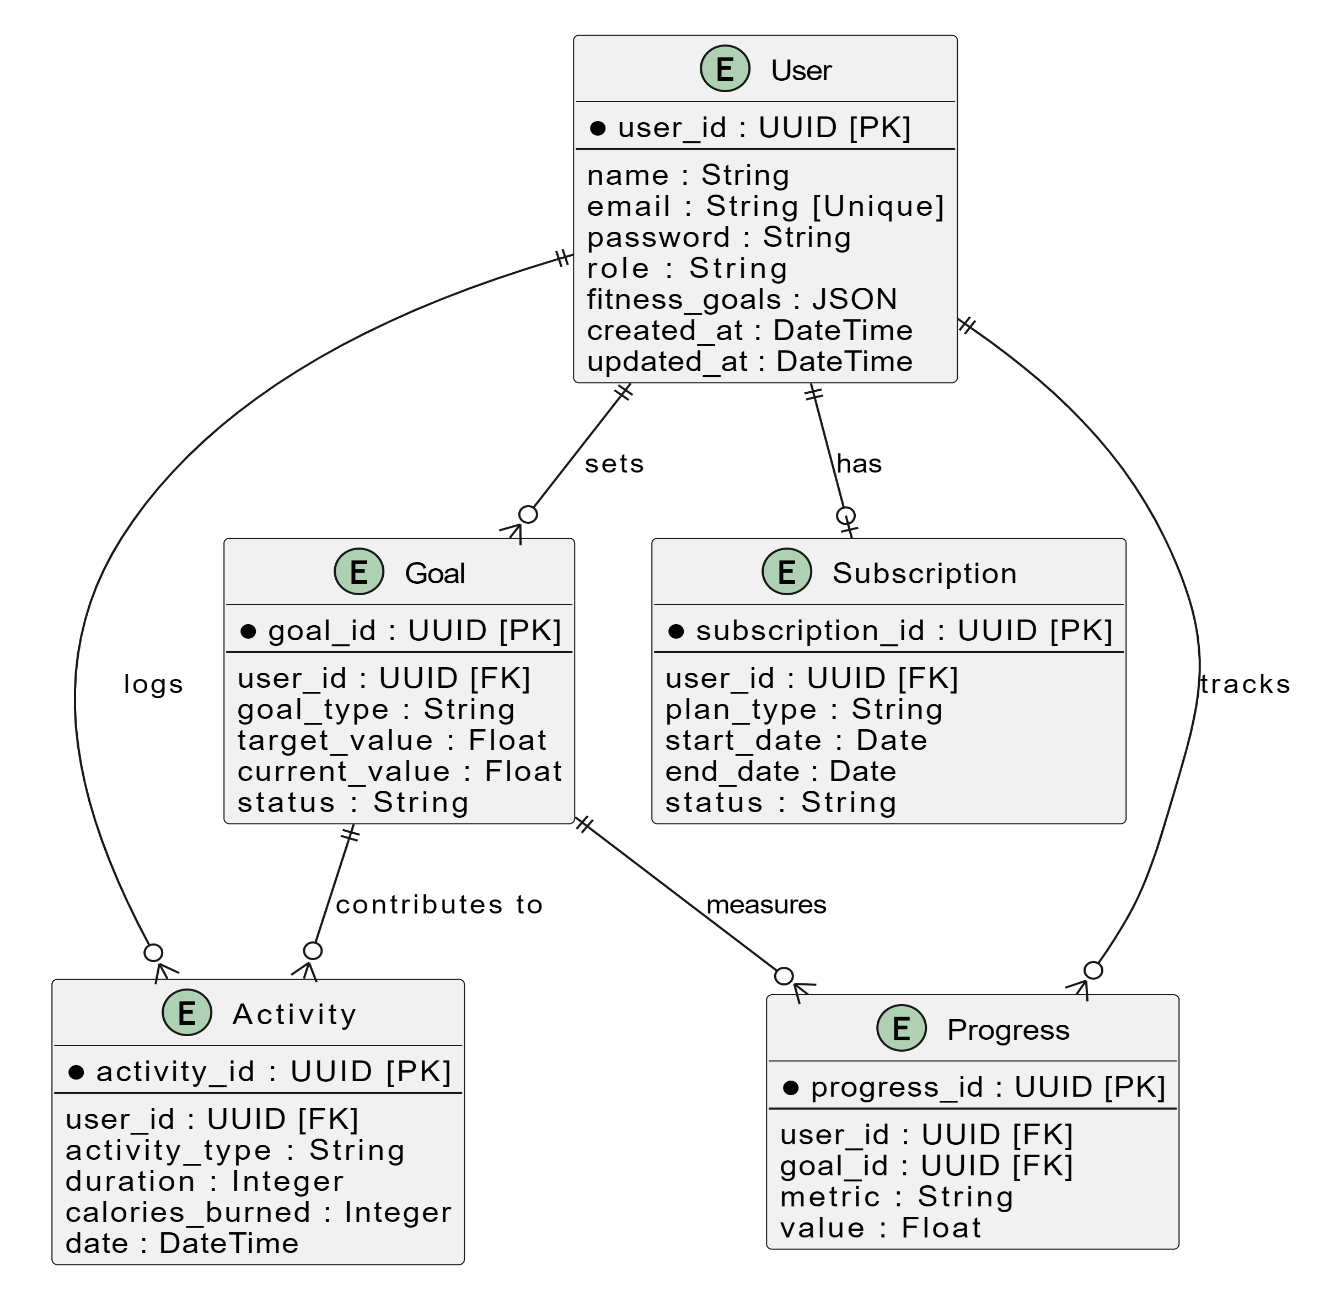 E User
user_id : UUID [PK]
name : String
email : String [Unique]
password : String
role : String
fitness_goals : JSON
created_at : DateTime
updated_at : DateTime
sets
has
E Goal
goal_id : UUID [PK]
user_id : UUID [FK]
goal_type : String
target_value : Float
current_value : Float
status : String
E Subscription
subscription_id : UUID [PK]
user_id : UUID [FK]
plan_type : String
start_date : Date
end_date : Date
status : String
logs
tracks
contributes to
measures
E Activity
activity_id : UUID [PK]
user_id : UUID [FK]
activity_type : String
duration : Integer
calories_burned : Integer
date : DateTime
E Progress
progress_id : UUID [PK]
user_id : UUID [FK]
goal_id : UUID [FK]
metric : String
value : Float